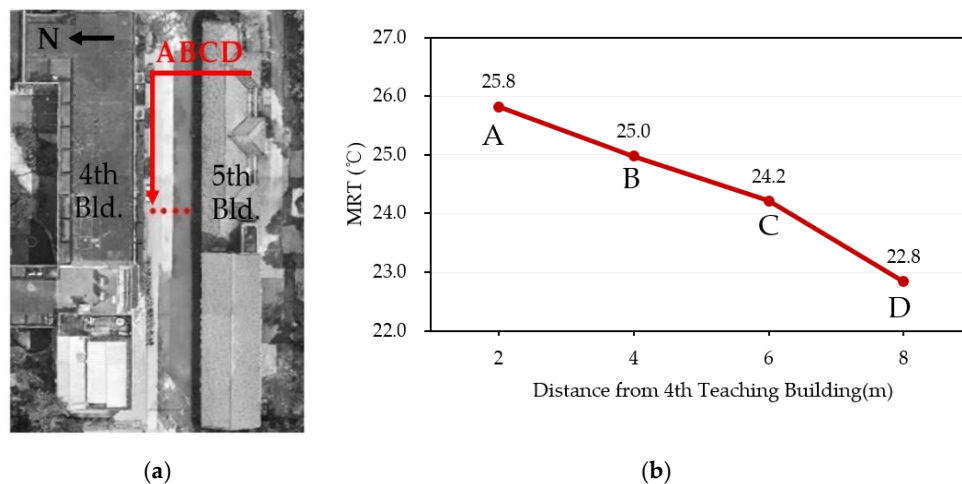 N
ABCD
4th
Bld.
5th
Bld.
(a)
27.0
26.0
25.0
24.0
23.0
22.0
MRT (℃)
25.8
25.0
24.2
22.8
A
B
C
D
2 4 6 8
Distance from 4th Teaching Building(m)
(b)